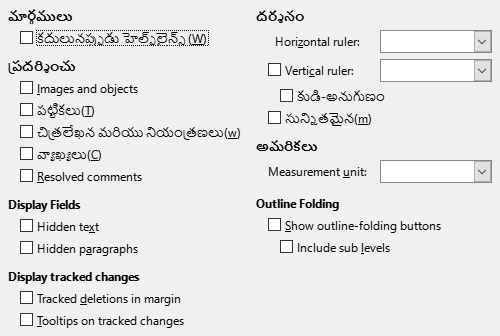 మార్గములు
కదులునప్పుడు హెల్ప్‌లైన్స్ (W)
ప్రదర్శించు
Images and objects
పట్టికలు(T)
చిత్రలేఖన మరియు నియంత్రణలు(w)
వ్యాఖ్యలు(C)
Resolved comments
Display Fields
Hidden text
Hidden paragraphs
Display tracked changes
Tracked deletions in margin
Tooltips on tracked changes
దర్శనం
Horizontal ruler:
Vertical ruler:
కుడి-అనుగుణం
సున్నితమైన(m)
అమరికలు
Measurement unit:
Outline Folding
Show outline-folding buttons
Include sub levels